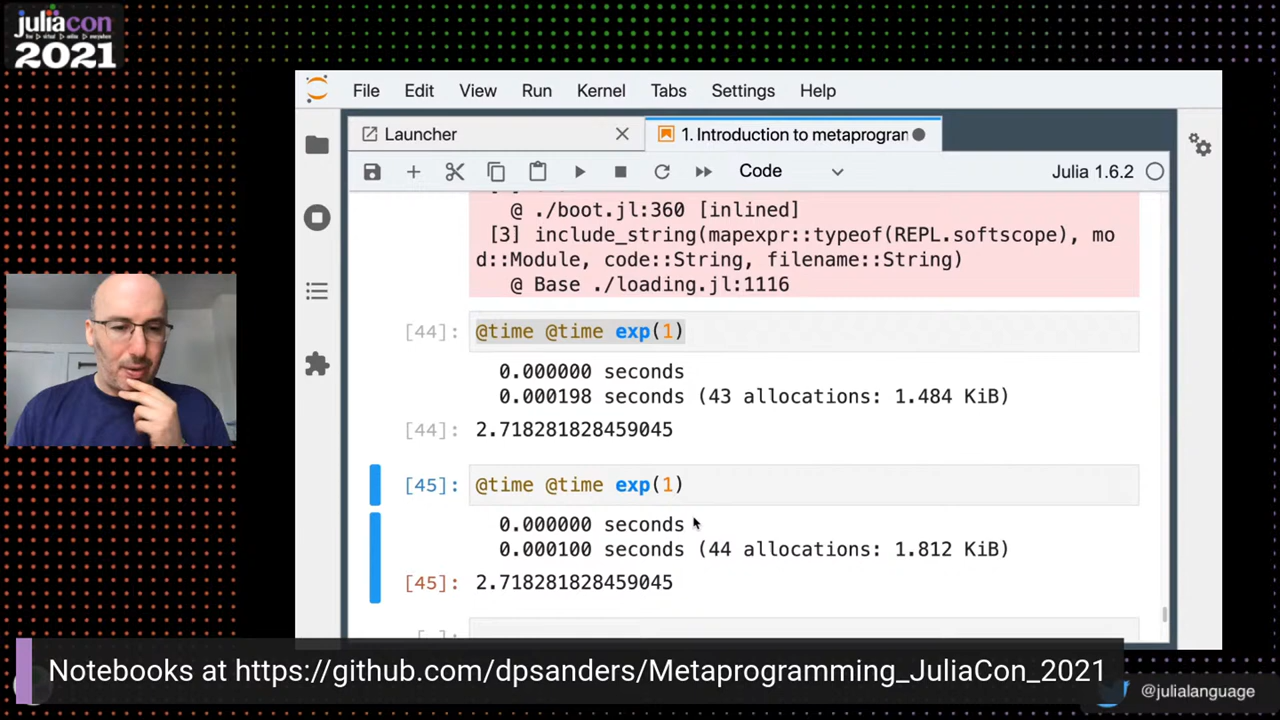 juliacon
2021
File Edit View Run Kernel Tabs Settings Help
Launcher
1. Introduction to metaprogran
Code
Julia 1.6.2
@ ./boot.jl:360 [inlined]
[3] include_string(mapexpr::typeof(REPL.softscope), mo
d::Module, code::String, filename::String)
@ Base ./loading.jl:1116
[44]: @time @time exp(1)
0.000000 seconds
0.000198 seconds (43 allocations: 1.484 KiB)
[44]: 2.718281828459045
[45]: @time @time exp(1)
0.000000 seconds
0.000100 seconds (44 allocations: 1.812 KiB)
[45]: 2.718281828459045
[ ]:
Notebooks at https://github.com/dpsanders/Metaprogramming_JuliaCon_2021
@julialanguage